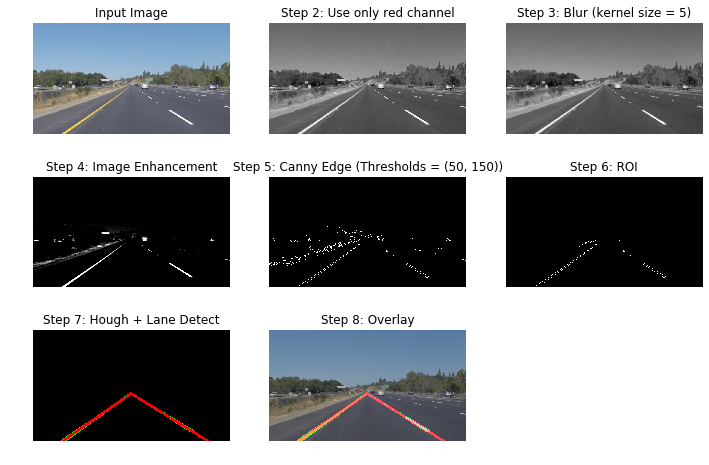 Input Image
Step 2: Use only red channel
Step 3: Blur (kernel size = 5)
Step 4: Image Enhancement
Step 5: Canny Edge (Thresholds = (50, 150))
Step 6: ROI
Step 7: Hough + Lane Detect
Step 8: Overlay